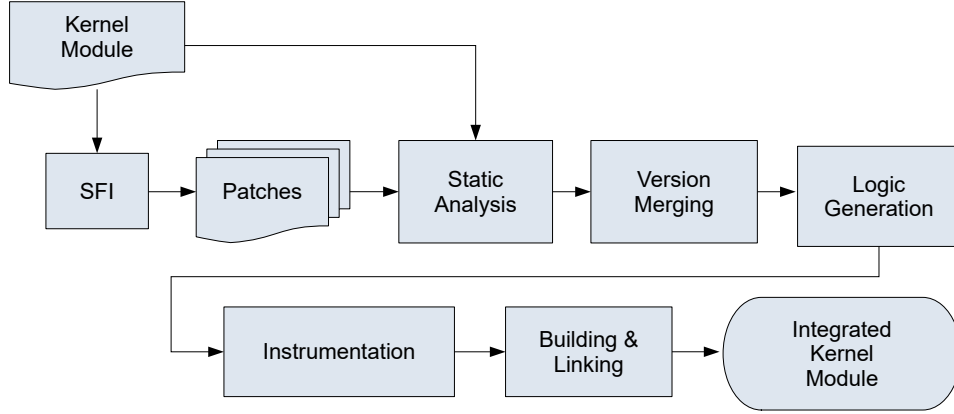 Kernel
Module
SFI
Patches
Static
Analysis
Version
Merging
Logic
Generation
Instrumentation
Building &
Linking
Integrated
Kernel
Module